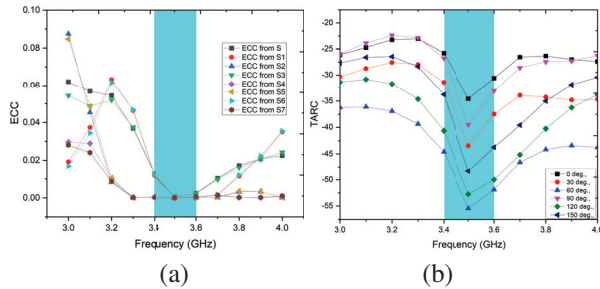 (a)
0.10
0.08
0.06
0.04
0.02
0.00
ECC
ECC from S
ECC from S1
ECC from S2
ECC from S3
ECC from S4
ECC from S5
ECC from S6
ECC from S7
3.0 3.2 3.4 3.6 3.8 4.0
Frequency (GHz)
(a)
(b)
-15
-20
-25
-30
-35
-40
-45
-50
-55
TARC
0 deg.,
30 deg.,
60 deg.,
90 deg.,
120 deg.,
150 deg.,
3.0 3.2 3.4 3.6 3.8 4.0
Frequency (GHz)
(b)